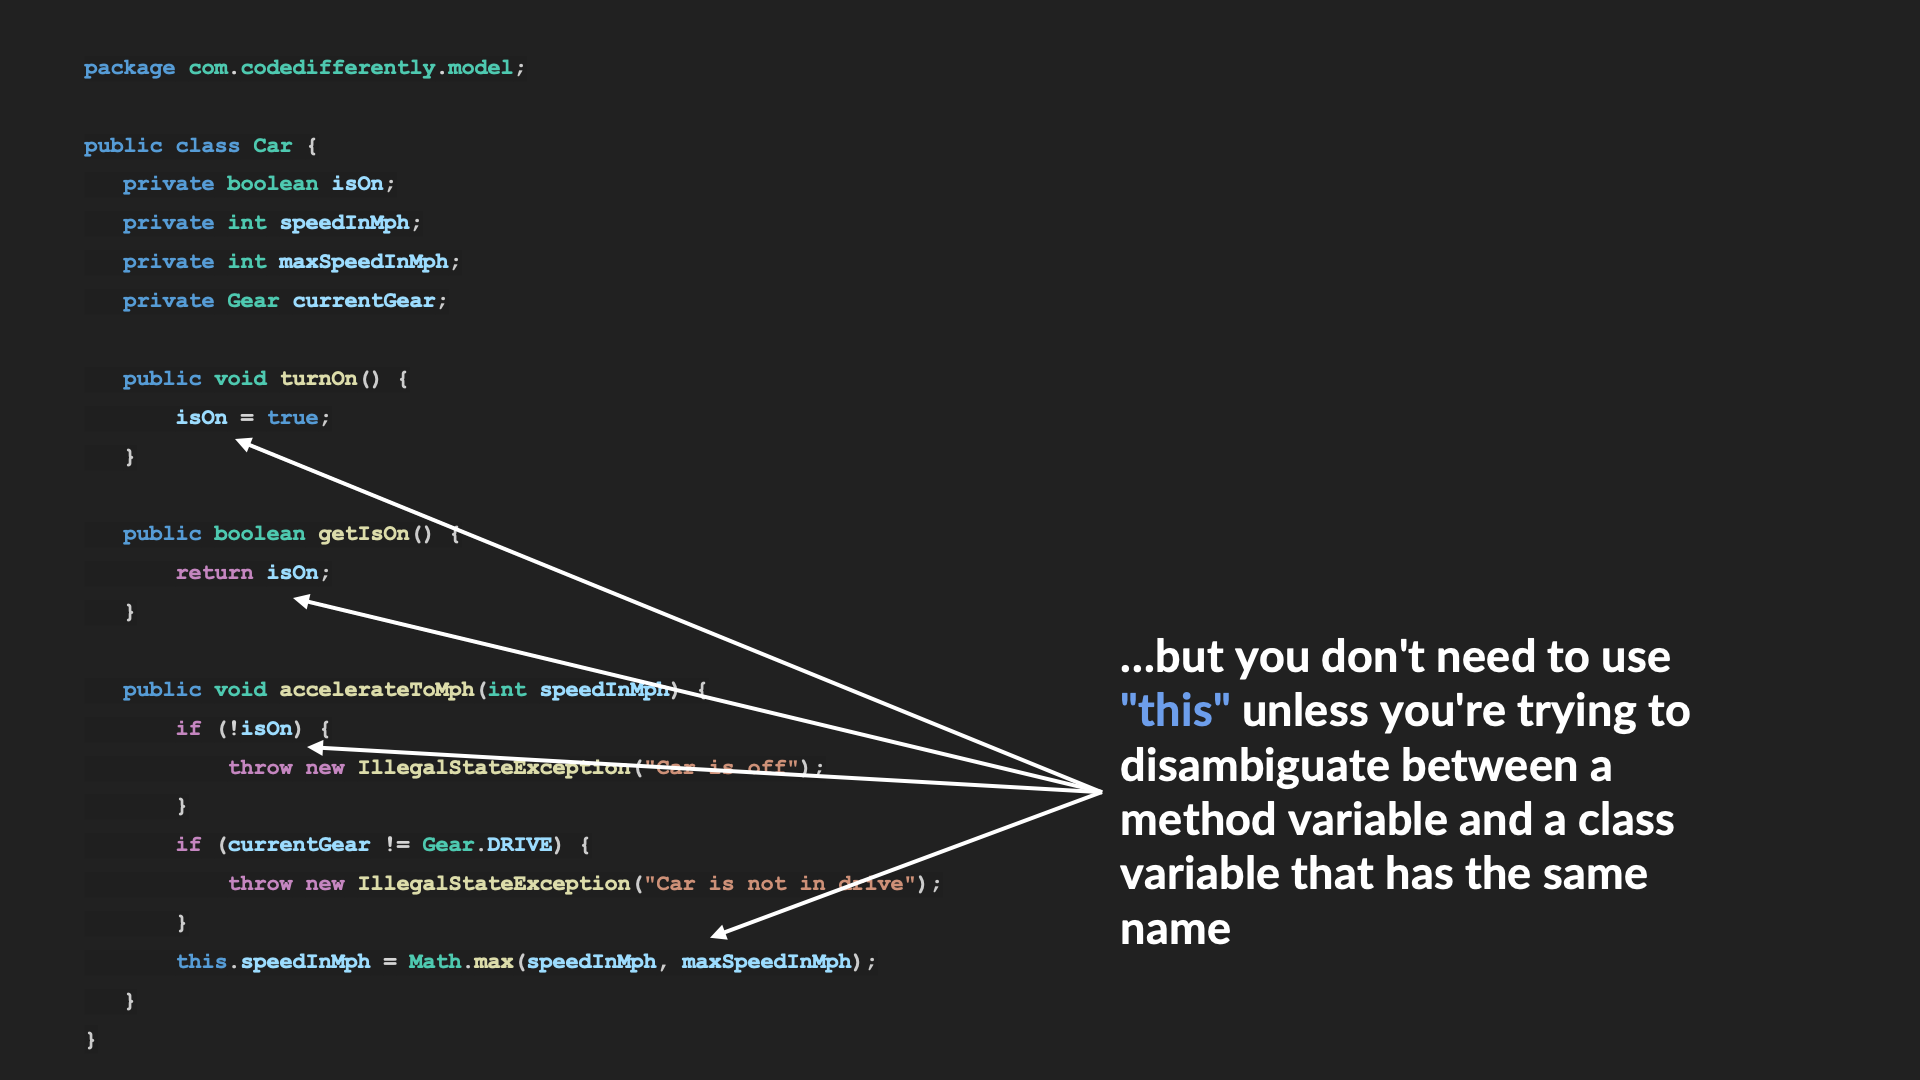 package com.codedifferently.model;
public class Car {
private boolean isOn;
private int speedInMph;
private int maxSpeedInMph;
private Gear currentGear;
public void turnOn() {
isOn = true;
}
public boolean getIsOn() {
return isOn;
}
public void accelerateToMph(int speedInMph) {
if (!isOn) {
throw new IllegalStateException("Car is off");
}
if (currentGear != Gear.DRIVE) {
throw new IllegalStateException("Car is not in drive");
}
this.speedInMph = Math.max(speedInMph, maxSpeedInMph);
}
}
...but you don't need to use
"this" unless you're trying to
disambiguate between a
method variable and a class
variable that has the same
name